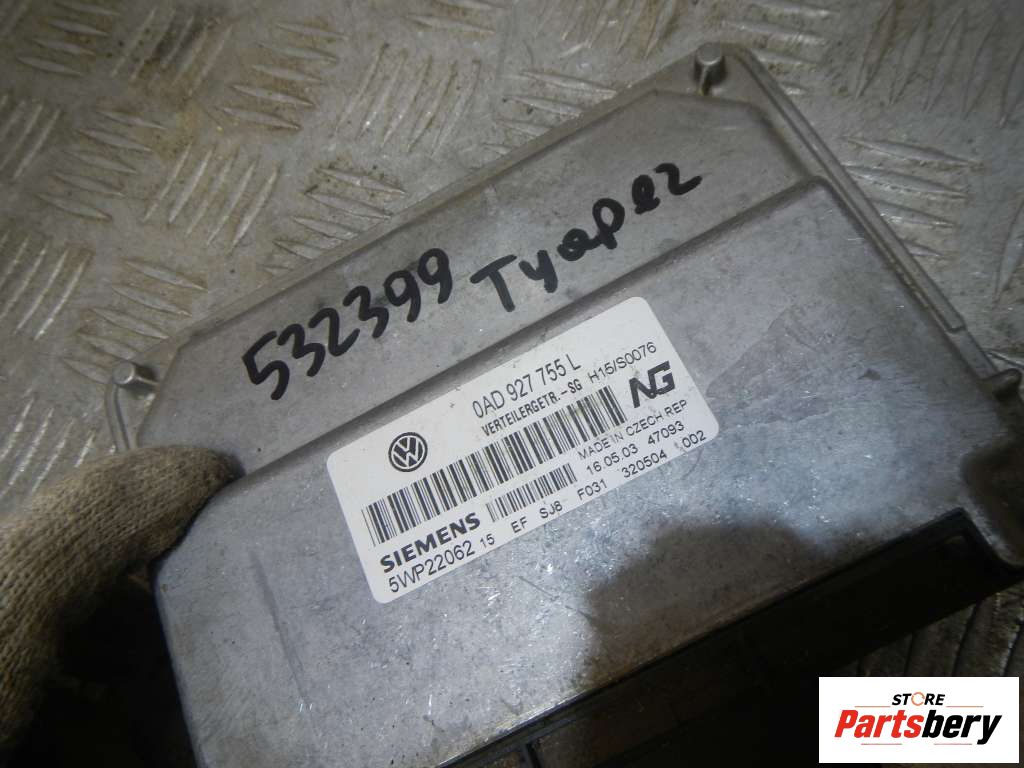 532399 Туарег
0AD 927 755 L
VERTEILERGETR.-SG H15/S0076
NG
MADE IN CZECH REP
SIEMENS 16.05.03 47093
5WP22062 15 EF SJ8 F031 320504 002
STORE
Partsbery